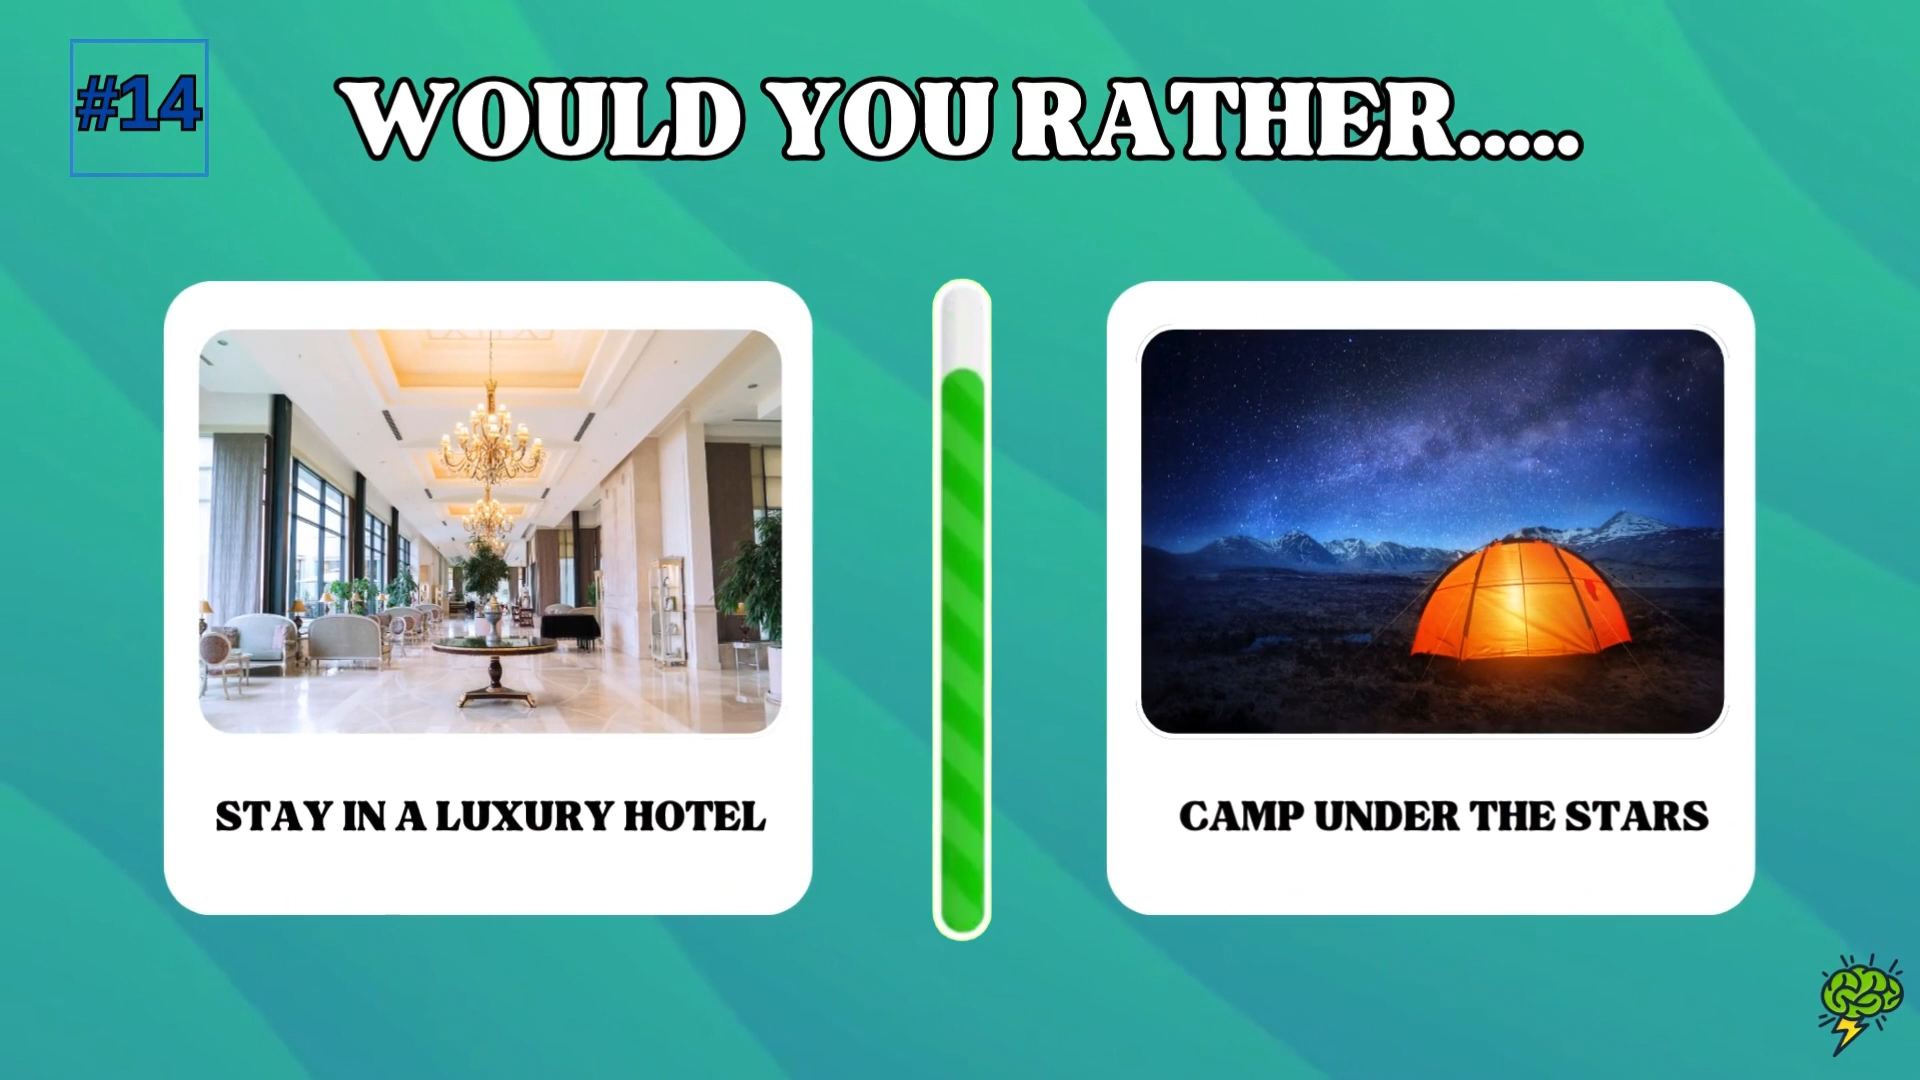 #14
WOULD YOU RATHER.....
STAY IN A LUXURY HOTEL
CAMP UNDER THE STARS